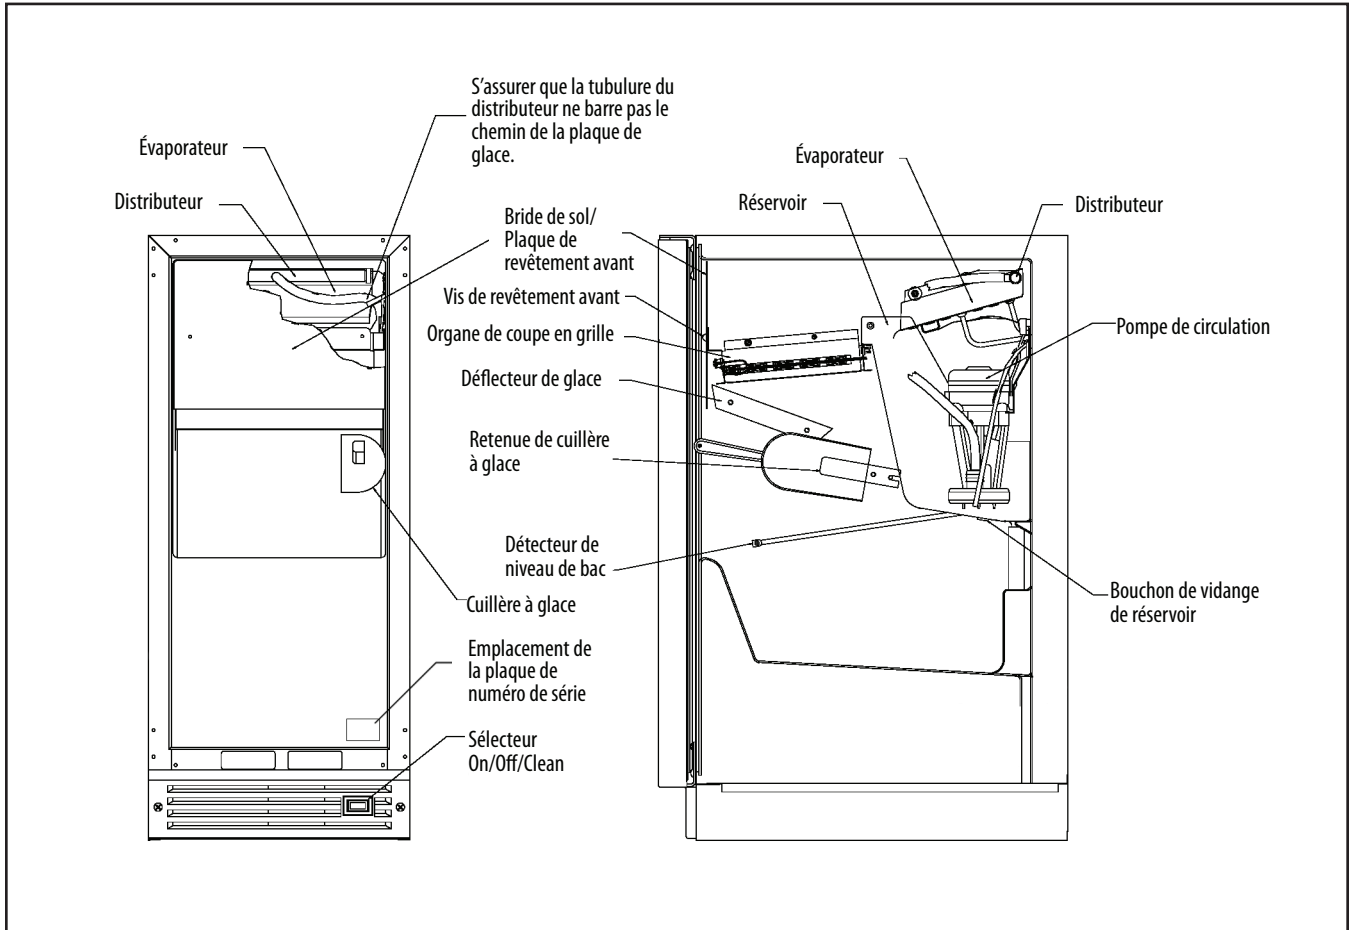 S'assurer que la tubulure du
distributeur ne barre pas le
chemin de la plaque de
glace.
Évaporateur
Distributeur
Évaporateur
Réservoir
Distributeur
Bride de sol/
Plaque de
revêtement avant
Vis de revêtement avant
Organe de coupe en grille
Pompe de circulation
Déflecteur de glace
Retenue de cuillère
à glace
Détecteur de
niveau de bac
Cuillère à glace
Bouchon de vidange
de réservoir
Emplacement de
la plaque de
numéro de série
Sélecteur
On/Off/Clean